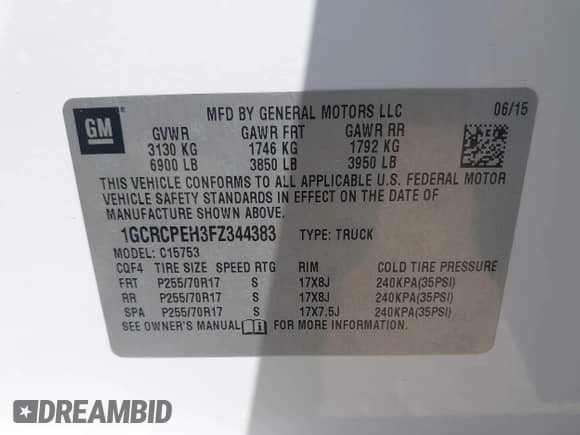 GM
MFD BY GENERAL MOTORS LLC 06/15
GVWR GAWR FRT GAWR RR
3130 KG 1746 KG 1792 KG
6900 LB 3850 LB 3950 LB
THIS VEHICLE CONFORMS TO ALL APPLICABLE U.S. FEDERAL MOTOR
VEHICLE SAFETY STANDARDS IN EFFECT ON THE DATE OF
MANUFACTURE SHOWN ABOVE.
1GCRCPEH3FZ344383 TYPE: TRUCK
MODEL: C15753
CQF4 TIRE SIZE SPEED RTG RIM COLD TIRE PRESSURE
FRT P255/70R17 S 17X8J 240KPA(35PSI)
RR P255/70R17 S 17X8J 240KPA(35PSI)
SPA P255/70R17 S 17X7.5J 240KPA(35PSI)
SEE OWNER'S MANUAL FOR MORE INFORMATION.
DREAMBID